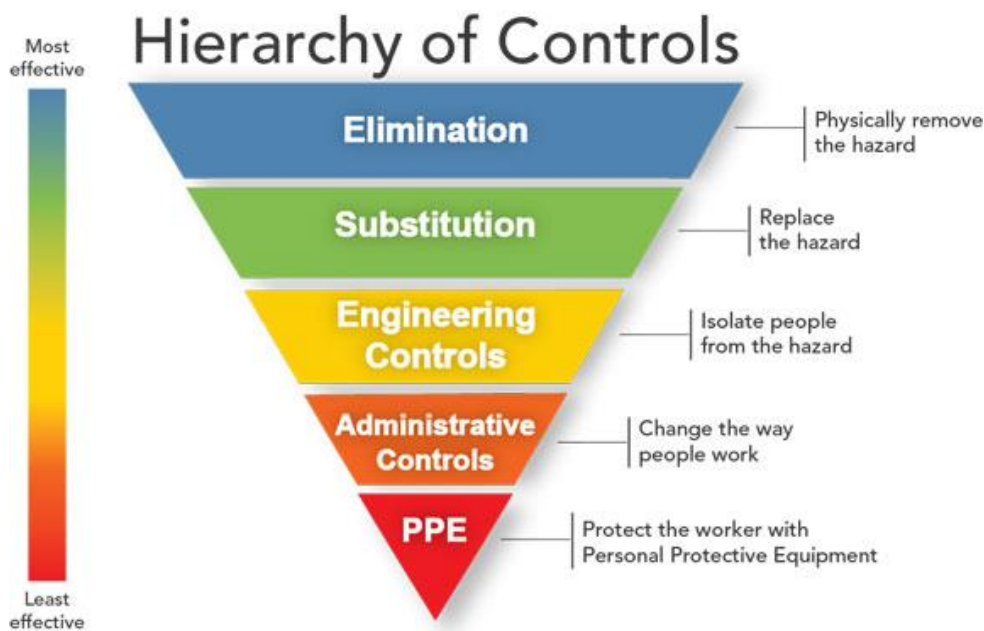 Hierarchy of Controls
Most
effective
Elimination
Physically remove
the hazard
Substitution
Replace
the hazard
Engineering
Controls
Isolate people
from the hazard
Administrative
Controls
Change the way
people work
PPE
Protect the worker with
Personal Protective Equipment
Least
effective